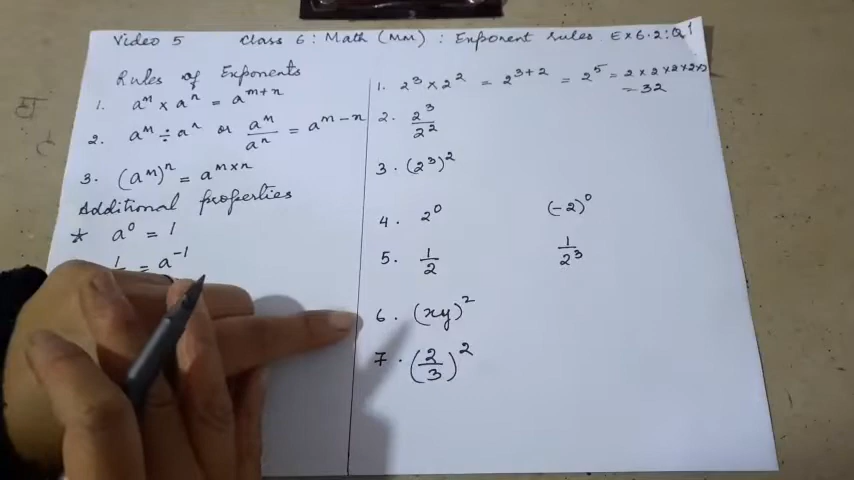 Video 5 Class 6 : Math (MM) : Exponent rules Ex 6.2 : Q1
Rules of Exponents
1. a^m × a^n = a^(m+n)
2. a^m ÷ a^n or a^m/a^n = a^(m−n)
3. (a^m)^n = a^(m×n)
Additional properties
* a^0 = 1
= a^−1
1. 2^3 × 2^2 = 2^(3+2) = 2^5 = 2×2×2×2×2
= 32
2. 2^3/2^2
3. (2^3)^2
4. 2^0 (−2)^0
5. 1/2 1/2^3
6. (xy)^2
7. (2/3)^2